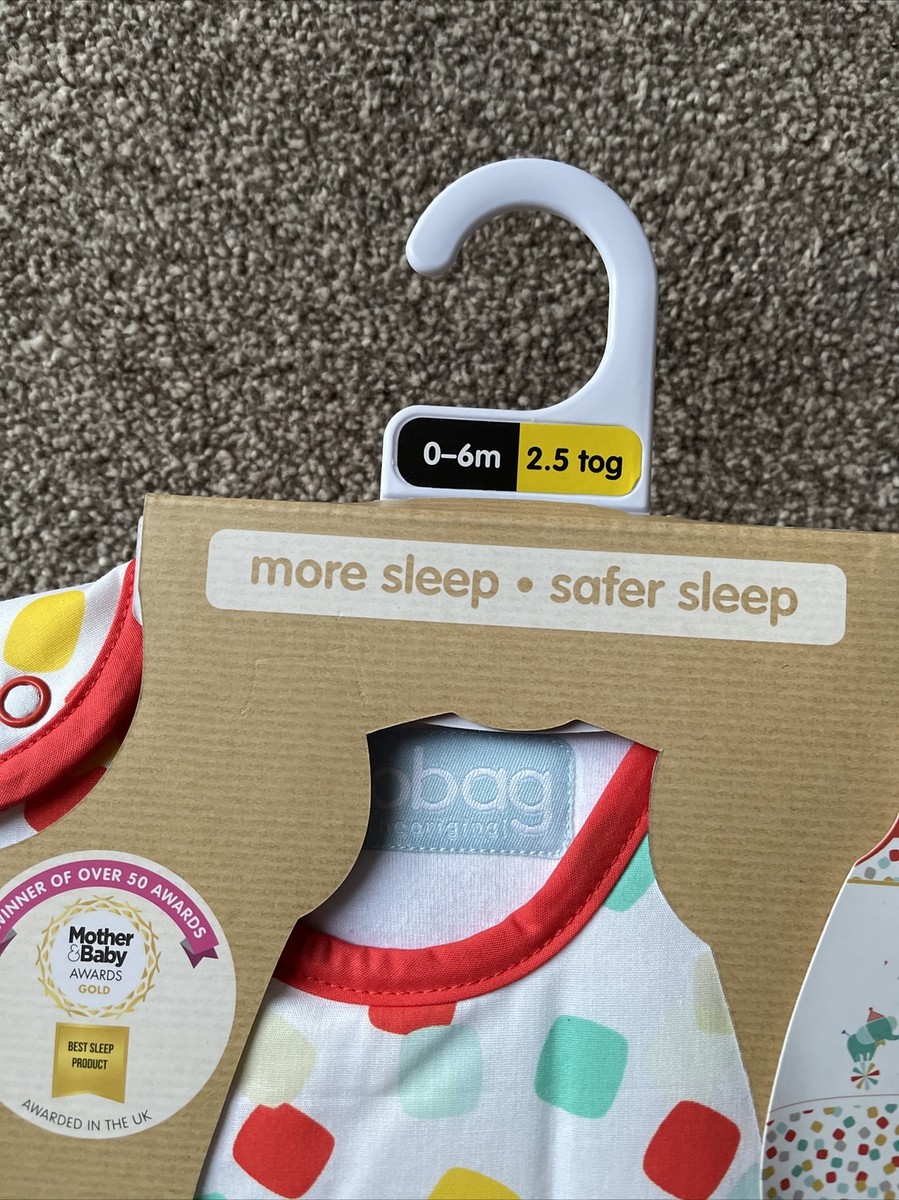 0–6m 2.5 tog
more sleep • safer sleep
obag
WINNER OF OVER 50 AWARDS
Mother
&Baby
AWARDS
GOLD
BEST SLEEP
PRODUCT
AWARDED IN THE UK